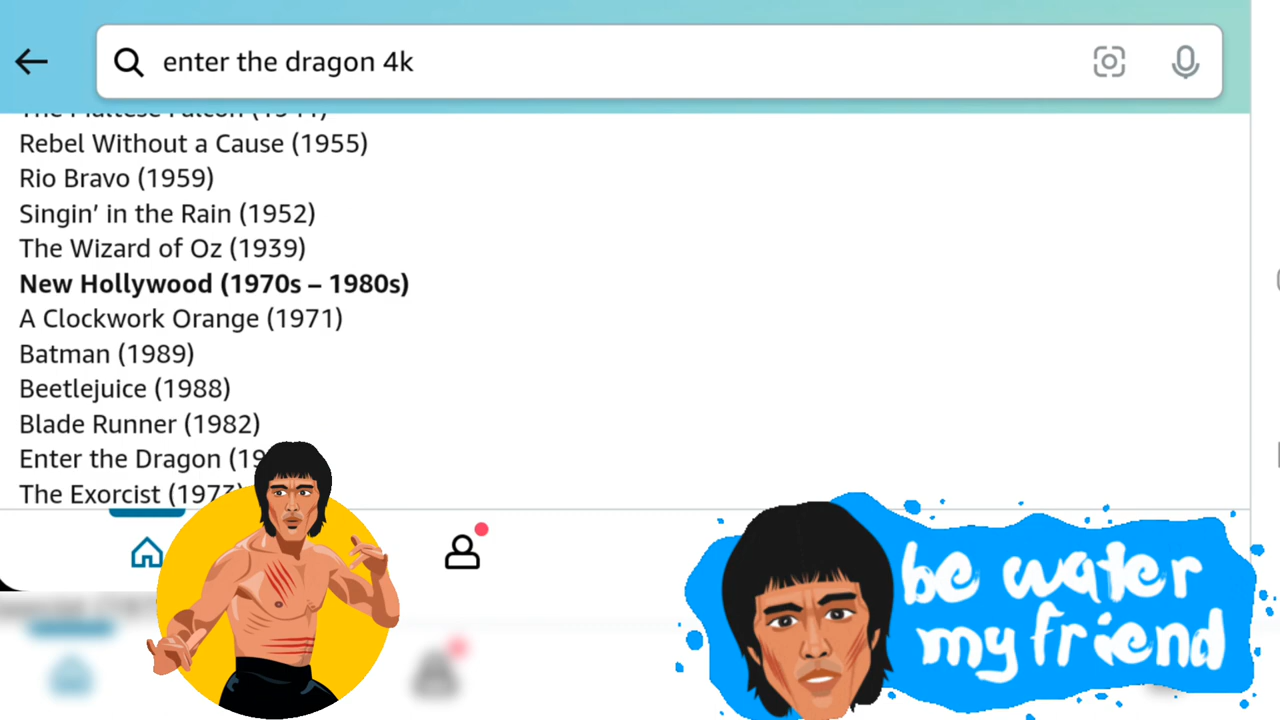 enter the dragon 4k
Rebel Without a Cause (1955)
Rio Bravo (1959)
Singin’ in the Rain (1952)
The Wizard of Oz (1939)
New Hollywood (1970s – 1980s)
A Clockwork Orange (1971)
Batman (1989)
Beetlejuice (1988)
Blade Runner (1982)
Enter the Dragon (19
The Exorcist (1973)
be water
my friend